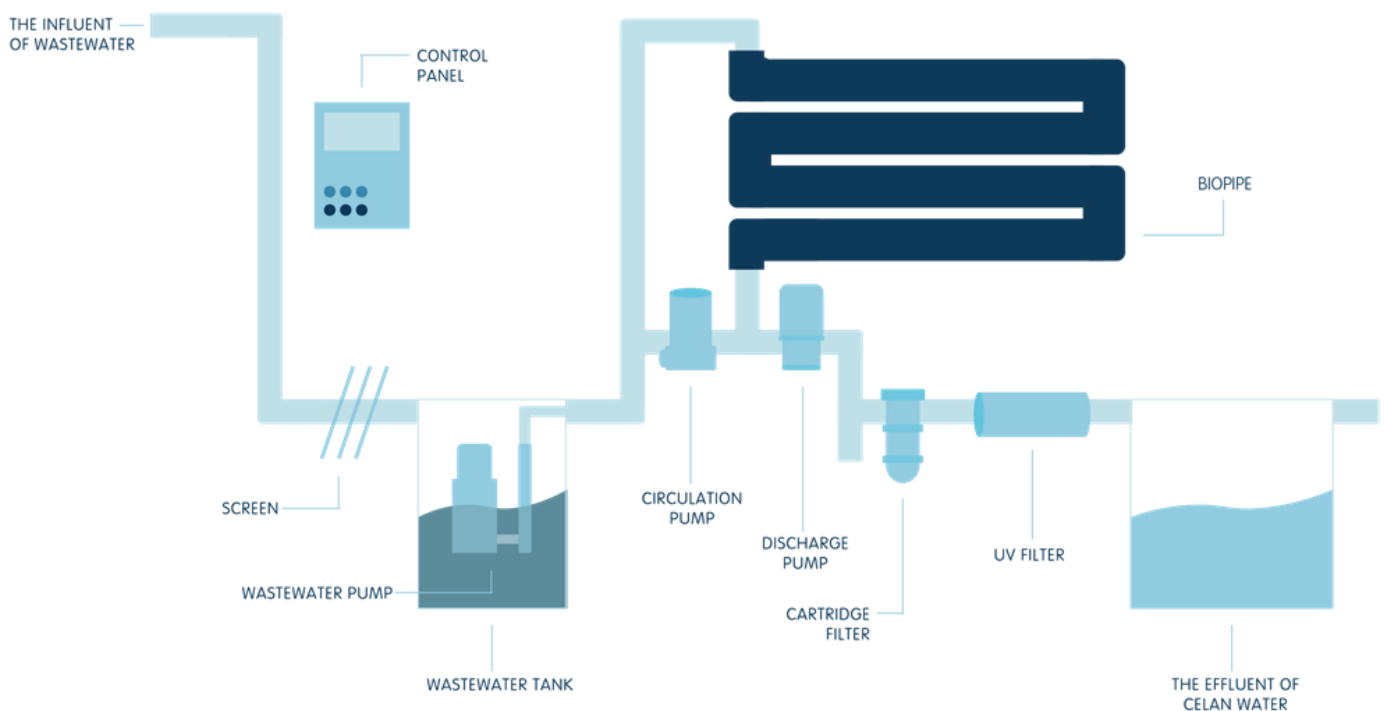 THE INFLUENT
OF WASTEWATER
CONTROL
PANEL
BIOPIPE
SCREEN
CIRCULATION
PUMP
DISCHARGE
PUMP
UV FILTER
WASTEWATER PUMP
CARTRIDGE
FILTER
WASTEWATER TANK
THE EFFLUENT OF
CELAN WATER